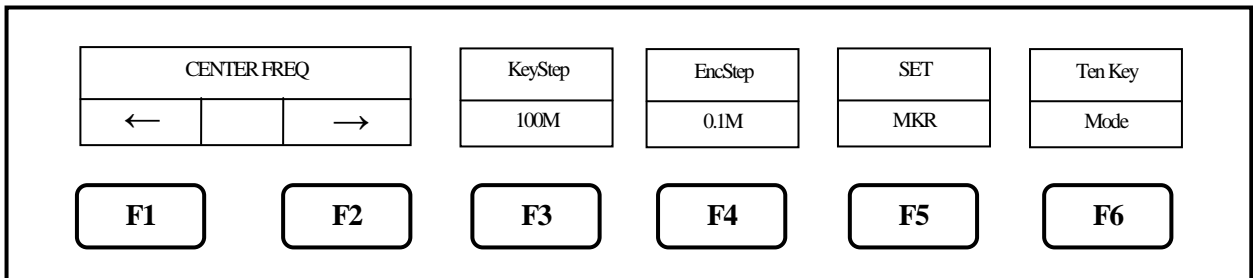 CENTER FREQ KeyStep EncStep SET Ten Key
← → 100M 0.1M MKR Mode
F1 F2 F3 F4 F5 F6